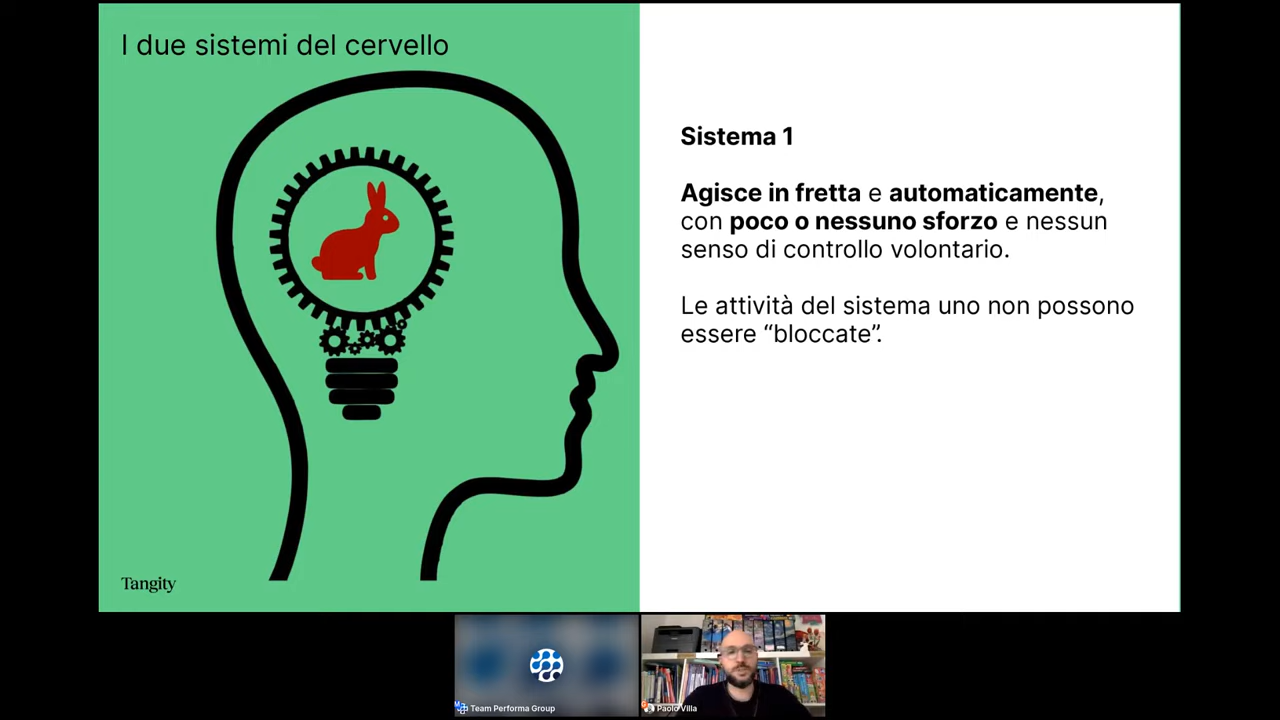 I due sistemi del cervello
Sistema 1
Agisce in fretta e automaticamente,
con poco o nessuno sforzo e nessun
senso di controllo volontario.
Le attività del sistema uno non possono
essere “bloccate”.
Tangity
Team Performa Group
Paolo Villa